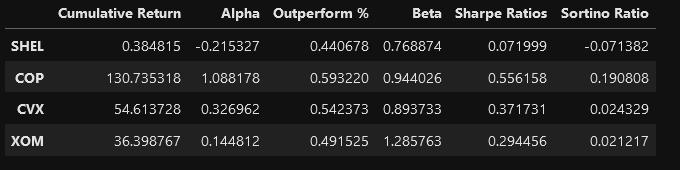 Cumulative Return Alpha Outperform % Beta Sharpe Ratios Sortino Ratio
SHEL 0.384815 -0.215327 0.440678 0.768874 0.071999 -0.071382
COP 130.735318 1.088178 0.593220 0.944026 0.556158 0.190808
CVX 54.613728 0.326962 0.542373 0.893733 0.371731 0.024329
XOM 36.398767 0.144812 0.491525 1.285763 0.294456 0.021217